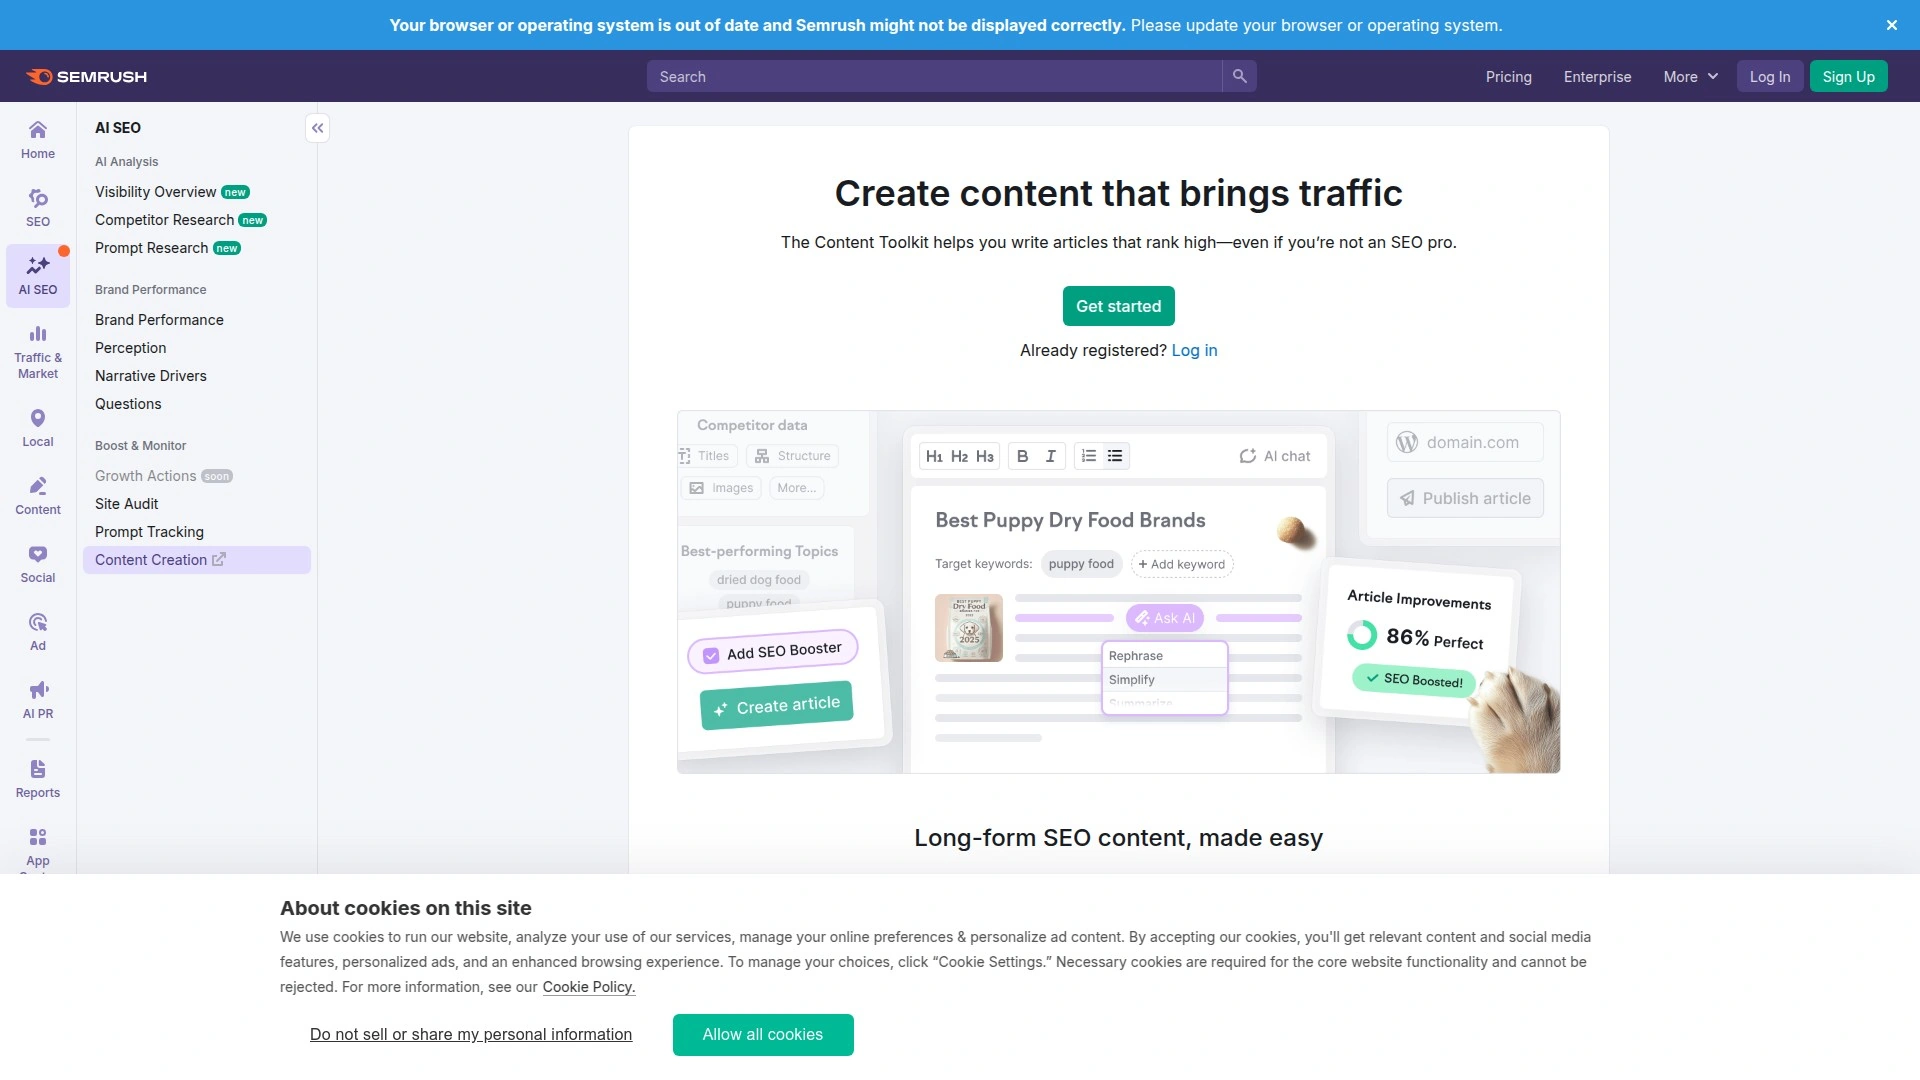 Your browser or operating system is out of date and Semrush might not be displayed correctly. Please update your browser or operating system.
SEMRUSH
Search
Pricing
Enterprise
More
Log In
Sign Up
Home
SEO
AI SEO
Traffic &
Market
Local
Content
Social
Ad
AI PR
Reports
App
AI SEO
AI Analysis
Visibility Overview new
Competitor Research new
Prompt Research new
Brand Performance
Brand Performance
Perception
Narrative Drivers
Questions
Boost & Monitor
Growth Actions soon
Site Audit
Prompt Tracking
Content Creation
Create content that brings traffic
The Content Toolkit helps you write articles that rank high—even if you’re not an SEO pro.
Get started
Already registered? Log in
Competitor data
Titles
Structure
Images
More...
Best-performing Topics
dried dog food
puppy food
Add SEO Booster
Create article
H1 H2 H3
B I
AI chat
Best Puppy Dry Food Brands
Target keywords: puppy food + Add keyword
BEST PUPPY
Dry Food
2025
Ask AI
Rephrase
Simplify
Summarize
domain.com
Publish article
Article Improvements
86% Perfect
SEO Boosted!
Long-form SEO content, made easy
About cookies on this site
We use cookies to run our website, analyze your use of our services, manage your online preferences & personalize ad content. By accepting our cookies, you'll get relevant content and social media
features, personalized ads, and an enhanced browsing experience. To manage your choices, click “Cookie Settings.” Necessary cookies are required for the core website functionality and cannot be
rejected. For more information, see our Cookie Policy.
Do not sell or share my personal information
Allow all cookies